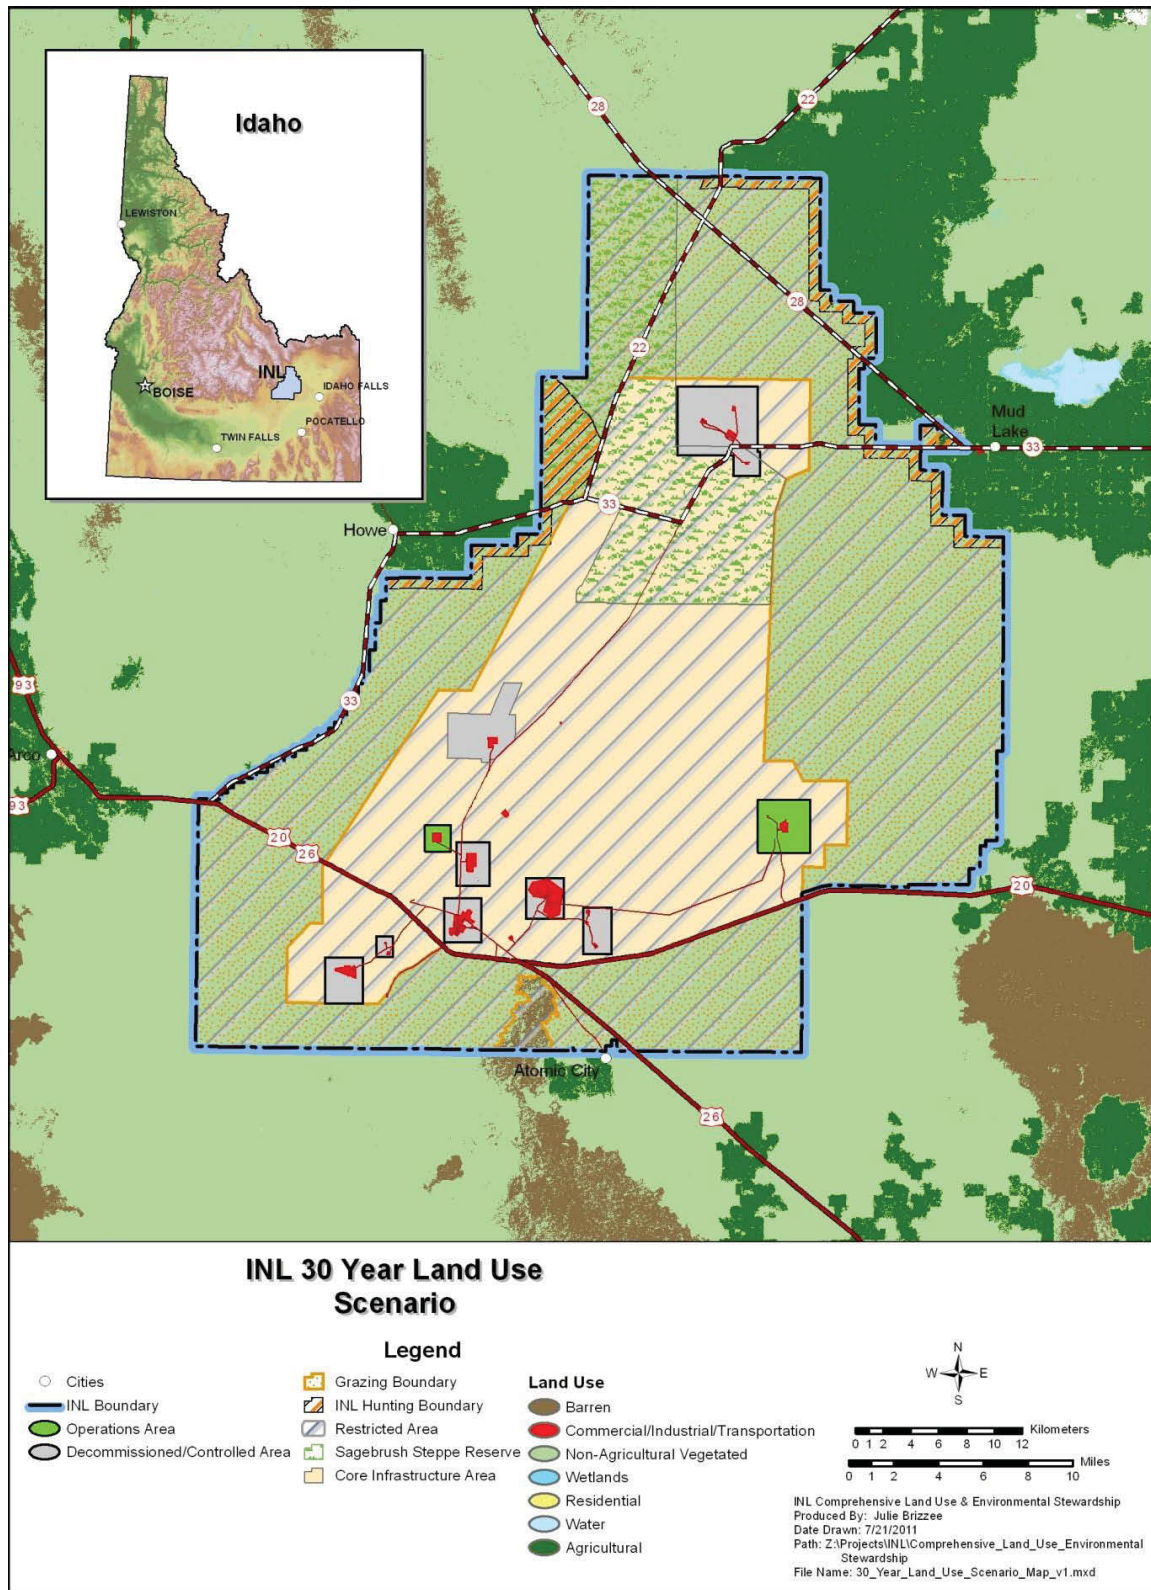 Idaho
LEWISTON
BOISE
INL
IDAHO FALLS
POCATELLO
TWIN FALLS
28
22
28
22
Mud
Lake
33
33
Howe
33
93
Arco
93
20
26
20
Atomic City
26
INL 30 Year Land Use
Scenario
Legend
Cities
INL Boundary
Operations Area
Decommissioned/Controlled Area
Grazing Boundary
INL Hunting Boundary
Restricted Area
Sagebrush Steppe Reserve
Core Infrastructure Area
Land Use
Barren
Commercial/Industrial/Transportation
Non-Agricultural Vegetated
Wetlands
Residential
Water
Agricultural
N
W E
S
Kilometers
0 1 2 4 6 8 10 12
Miles
0 1 2 4 6 8 10
INL Comprehensive Land Use & Environmental Stewardship
Produced By: Julie Brizzee
Date Drawn: 7/21/2011
Path: Z:\Projects\INL\Comprehensive_Land_Use_Environmental
Stewardship
File Name: 30_Year_Land_Use_Scenario_Map_v1.mxd